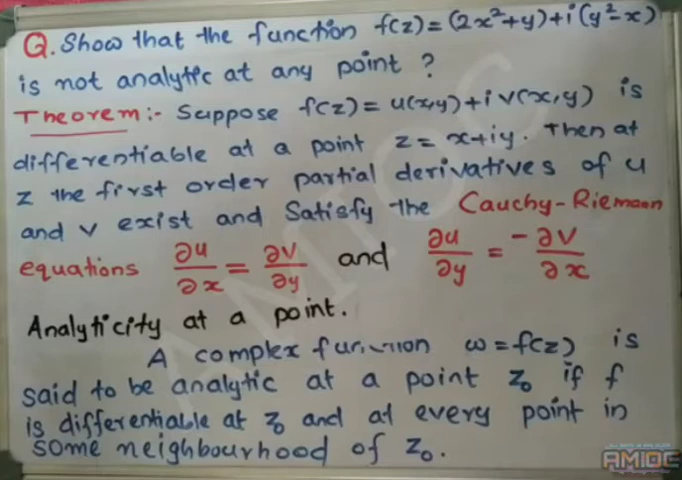 Q. Show that the function f(z) = (2x²+y)+i(y²-x)
is not analytic at any point ?
Theorem:- Suppose f(z) = u(x,y)+i v(x,y) is
differentiable at a point z = x+iy. Then at
z the first order partial derivatives of u
and v exist and Satisfy the Cauchy-Riemann
equations ∂u/∂x = ∂v/∂y and ∂u/∂y = -∂v/∂x
Analyticity at a point.
A complex function w = f(z) is
said to be analytic at a point z₀ if f
is differentiable at z₀ and at every point in
some neighbourhood of z₀.
AMIOC